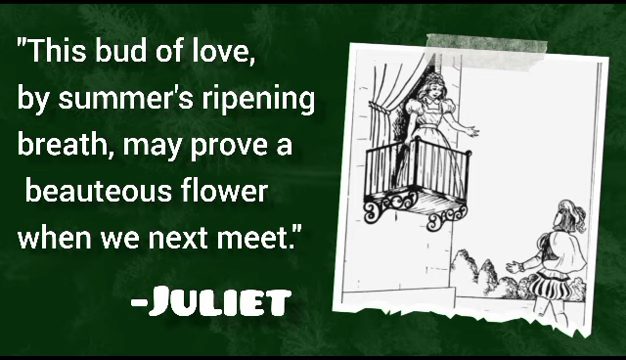 "This bud of love,
by summer's ripening
breath, may prove a
beauteous flower
when we next meet."
-JULIET